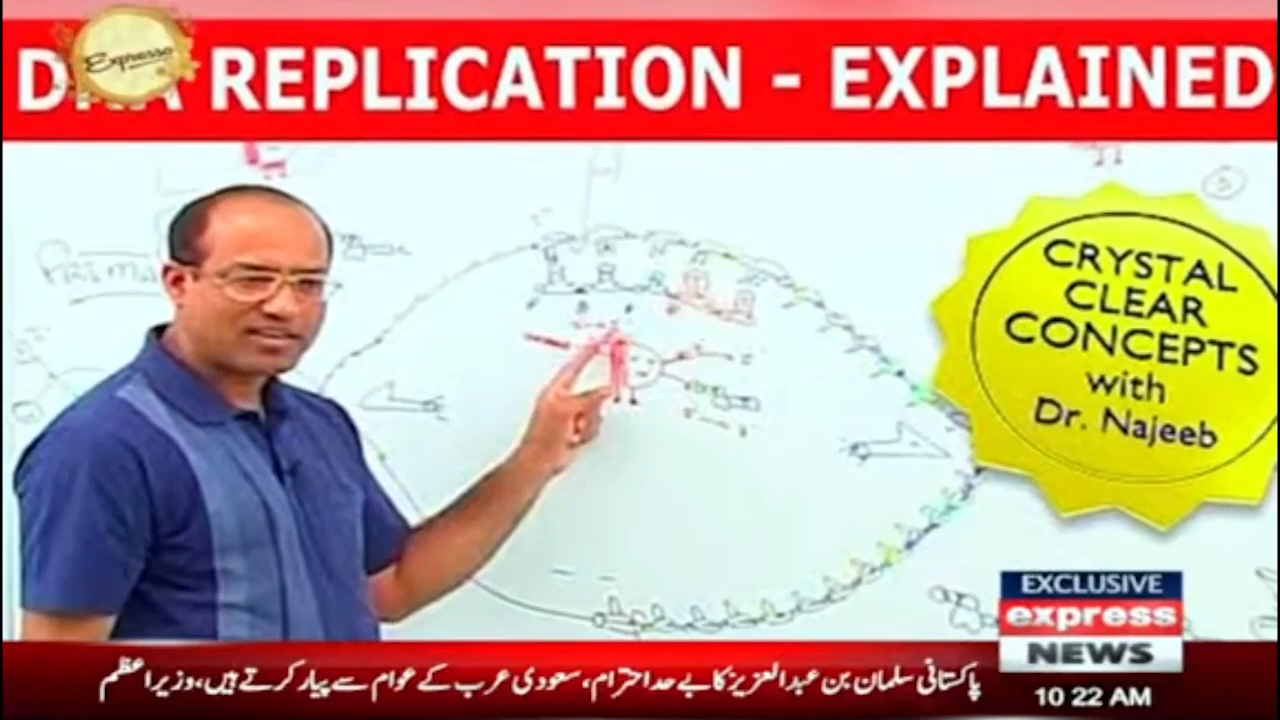 Expresso
DNA REPLICATION - EXPLAINED
CRYSTAL
CLEAR
CONCEPTS
with
Dr. Najeeb
EXCLUSIVE
express
NEWS
10:22 AM
پاکستانی سلمان بن عبدالعزیز کا بے حد احترام، سعودی عرب کے عوام سے پیار کرتے ہیں، وزیراعظم